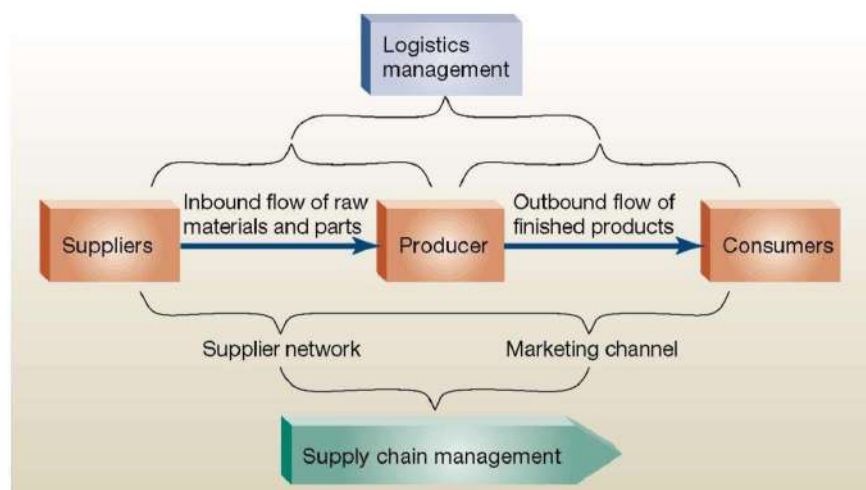 Logistics
management
Inbound flow of raw
materials and parts
Outbound flow of
finished products
Suppliers
Producer
Consumers
Supplier network
Marketing channel
Supply chain management